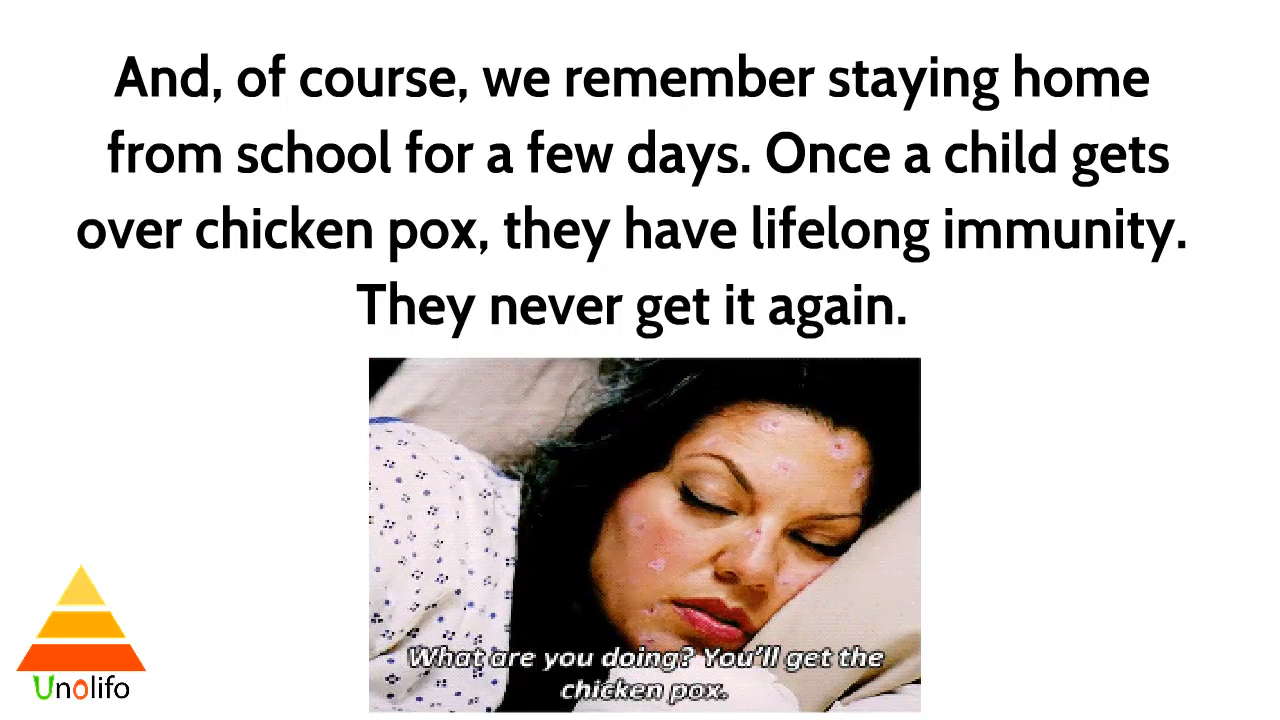 And, of course, we remember staying home
from school for a few days. Once a child gets
over chicken pox, they have lifelong immunity.
They never get it again.
What are you doing? You'll get the
chicken pox.
Unolifo